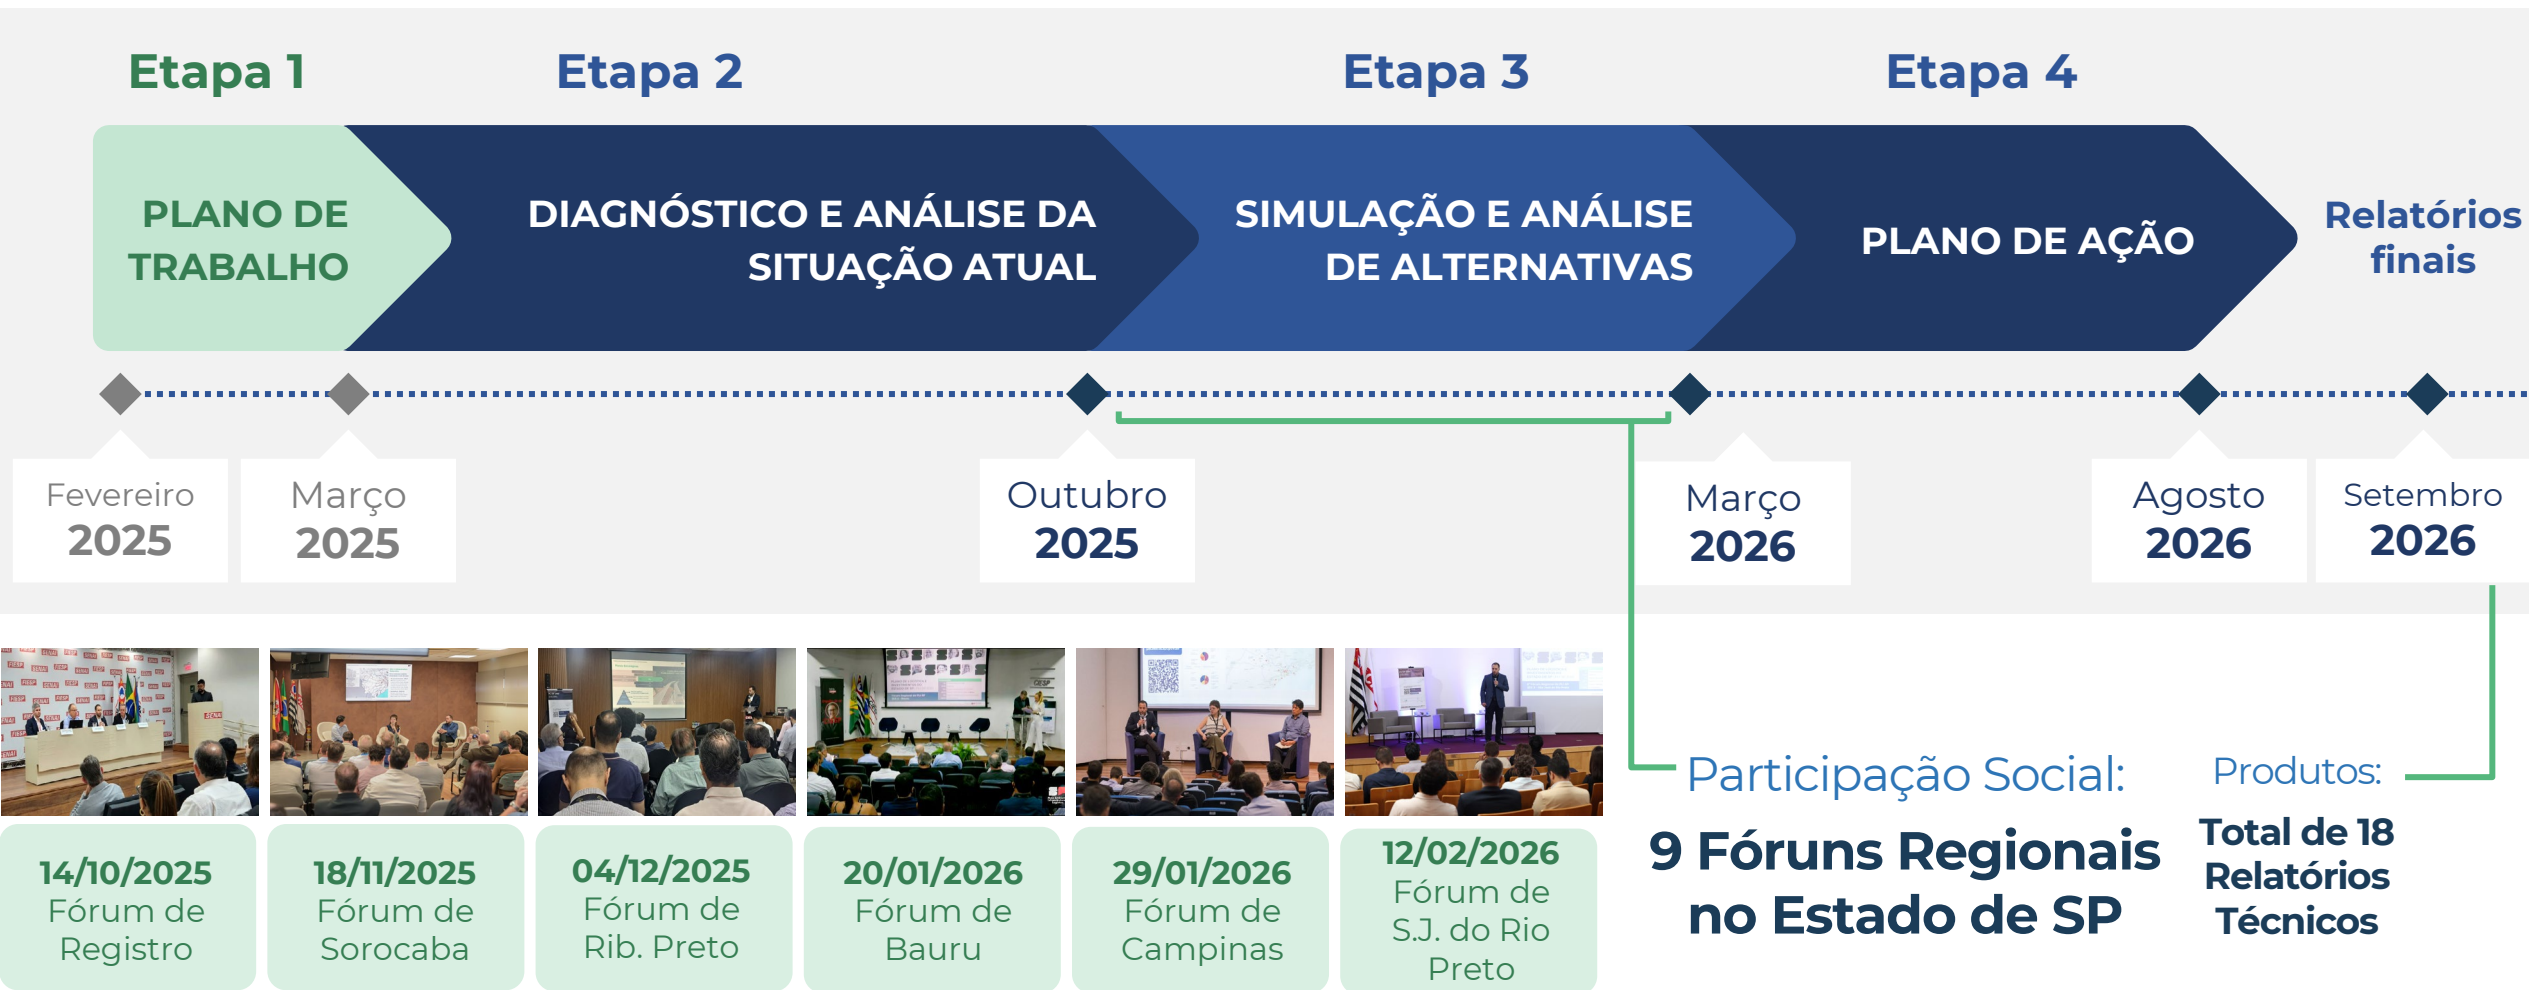 Etapa 1
Etapa 2
Etapa 3
Etapa 4
PLANO DE
TRABALHO
DIAGNÓSTICO E ANÁLISE DA
SITUAÇÃO ATUAL
SIMULAÇÃO E ANÁLISE
DE ALTERNATIVAS
PLANO DE AÇÃO
Relatórios
finais
Fevereiro
2025
Março
2025
Outubro
2025
Março
2026
Agosto
2026
Setembro
2026
14/10/2025
Fórum de
Registro
18/11/2025
Fórum de
Sorocaba
04/12/2025
Fórum de
Rib. Preto
20/01/2026
Fórum de
Bauru
29/01/2026
Fórum de
Campinas
12/02/2026
Fórum de
S.J. do Rio
Preto
Participação Social:
9 Fóruns Regionais
no Estado de SP
Produtos:
Total de 18
Relatórios
Técnicos